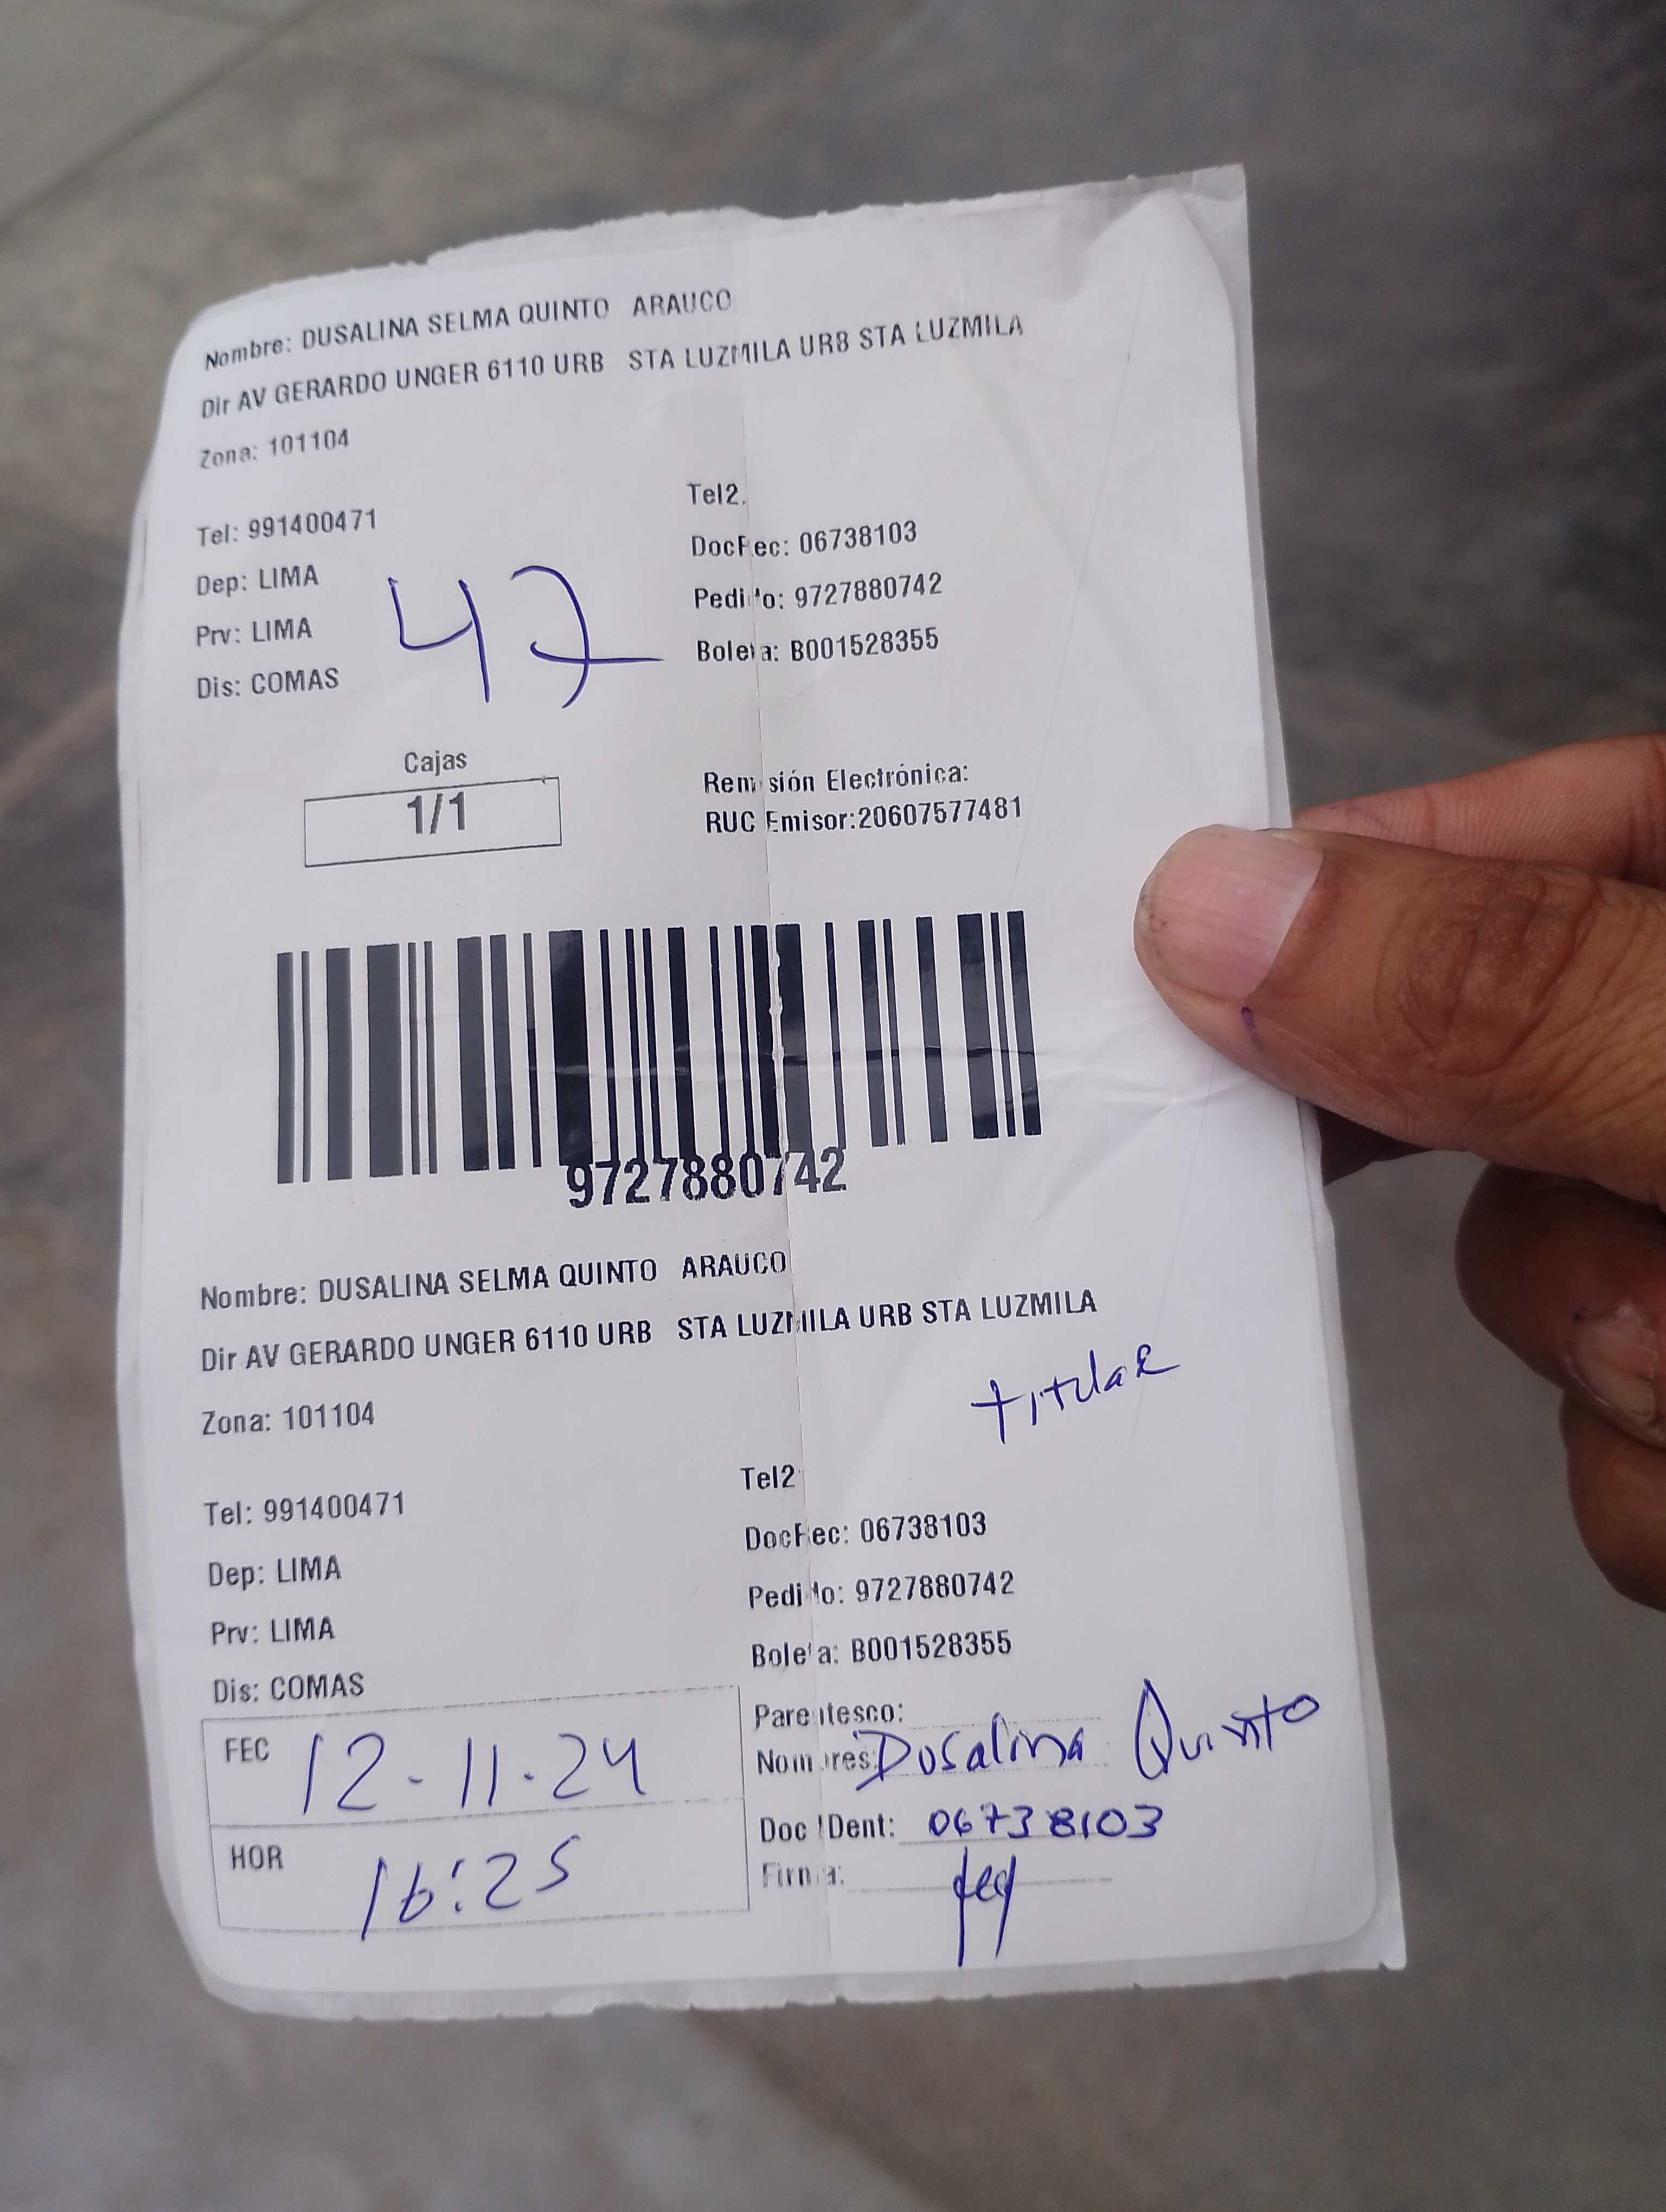 Nombre: DUSALINA SELMA QUINTO ARAUCO
Dir AV GERARDO UNGER 6110 URB STA LUZMILA URB STA LUZMILA
Zona: 101104
Tel: 991400471
Tel2.
Dep: LIMA
DocRec: 06738103
Prv: LIMA
Pedido: 9727880742
Dis: COMAS
Boleta: B001528355
47
Cajas
1/1
Remisión Electrónica:
RUC Emisor:20607577481
9727880742
Nombre: DUSALINA SELMA QUINTO ARAUCO
Dir AV GERARDO UNGER 6110 URB STA LUZMILA URB STA LUZMILA
titular
Zona: 101104
Tel: 991400471
Tel2
Dep: LIMA
DocRec: 06738103
Prv: LIMA
Pedido: 9727880742
Dis: COMAS
Boleta: B001528355
FEC 12-11-24
HOR 16:25
Parentesco:
Nombres: Dusalina Quinto
Doc IDent: 06738103
Firma: